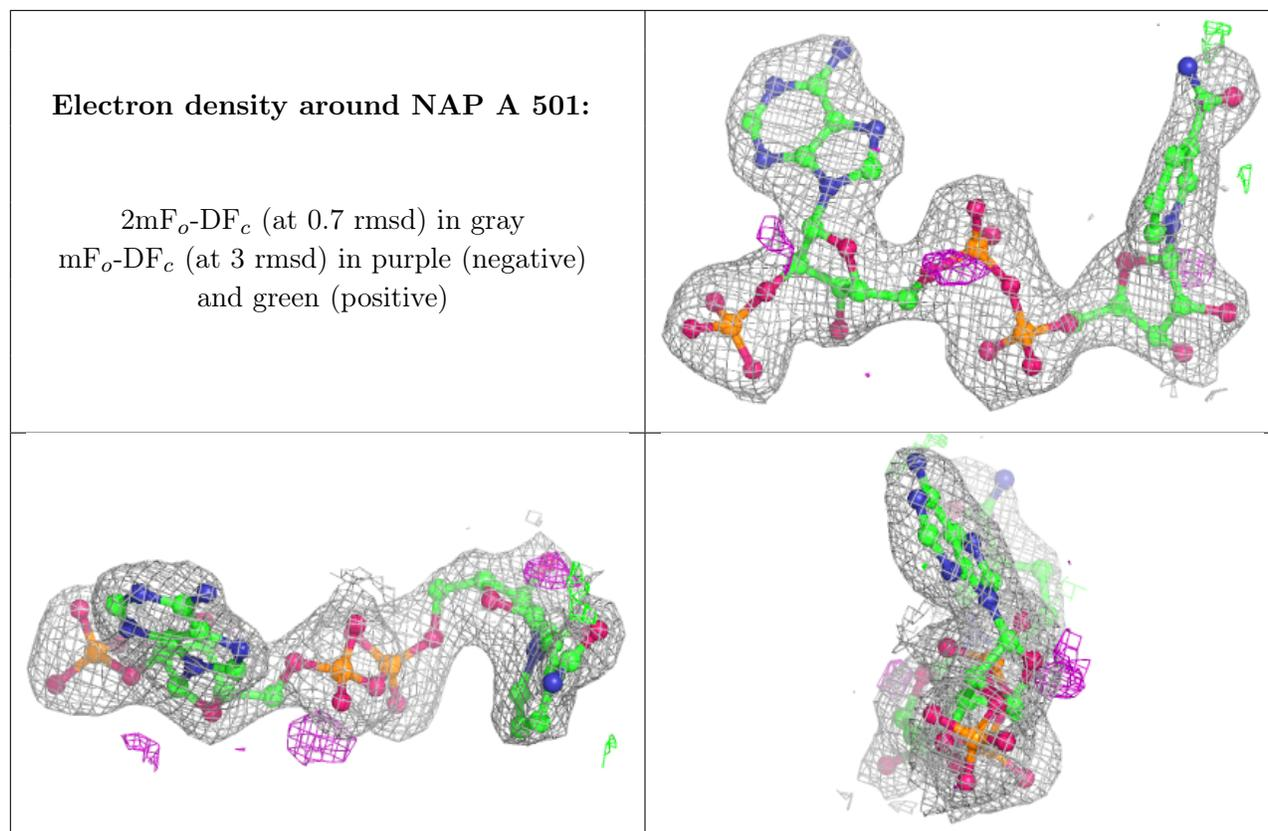 Electron density around NAP A 501:
2mFo-DFc (at 0.7 rmsd) in gray
mFo-DFc (at 3 rmsd) in purple (negative)
and green (positive)